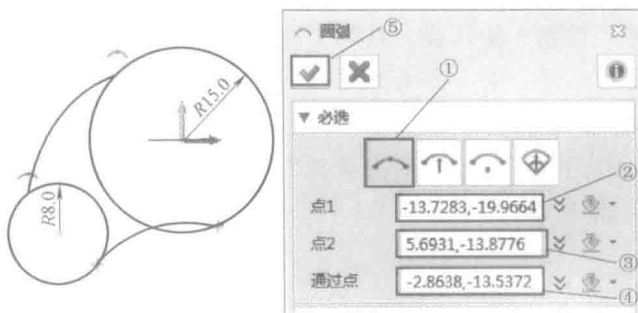 R15.0
R8.0
圆弧
⑤
①
必选
点1 -13.7283,-19.9664 ②
点2 5.6931,-13.8776 ③
通过点 -2.8638,-13.5372 ④